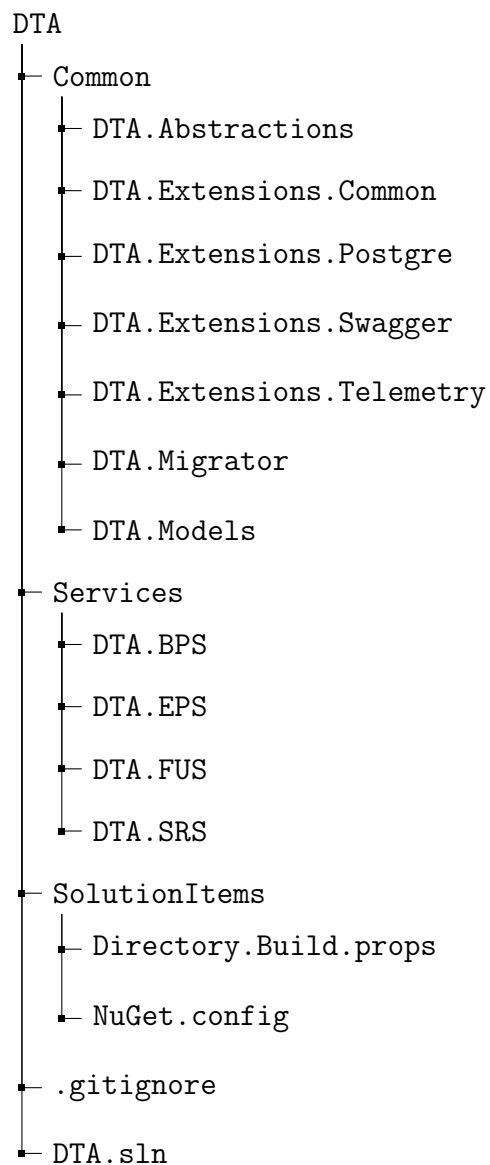 DTA
Common
DTA.Abstractions
DTA.Extensions.Common
DTA.Extensions.Postgre
DTA.Extensions.Swagger
DTA.Extensions.Telemetry
DTA.Migrator
DTA.Models
Services
DTA.BPS
DTA.EPS
DTA.FUS
DTA.SRS
SolutionItems
Directory.Build.props
NuGet.config
.gitignore
DTA.sln